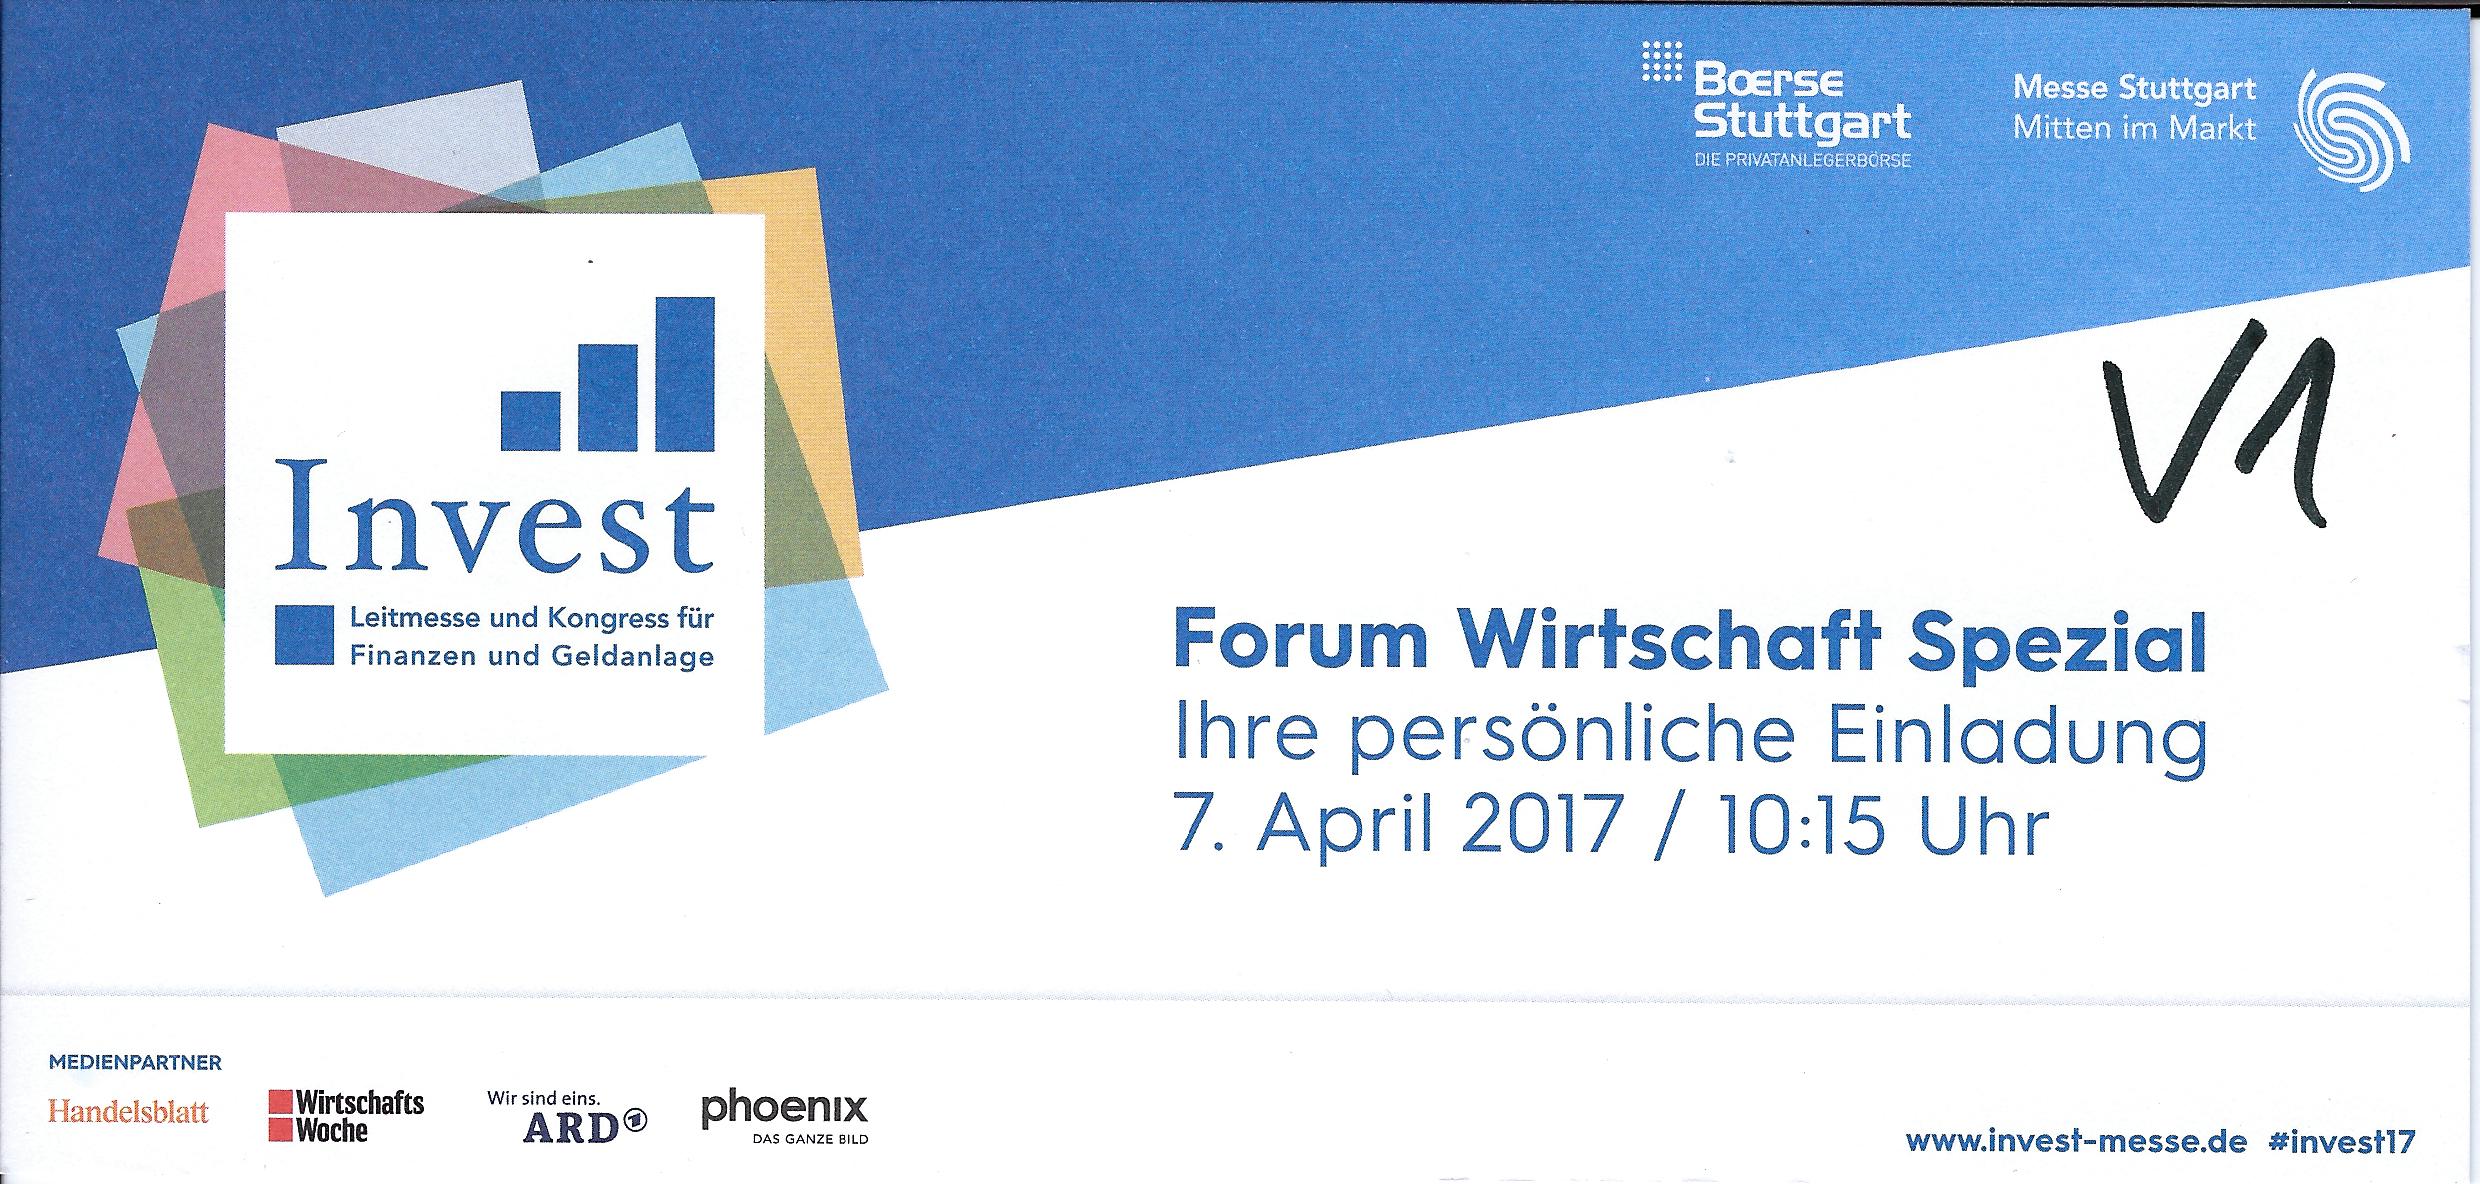 Boerse
Stuttgart
DIE PRIVATANLEGERBÖRSE
Messe Stuttgart
Mitten im Markt
V1
Invest
Leitmesse und Kongress für
Finanzen und Geldanlage
Forum Wirtschaft Spezial
Ihre persönliche Einladung
7. April 2017 / 10:15 Uhr
MEDIENPARTNER
Handelsblatt
Wirtschafts
Woche
Wir sind eins.
ARD 1
phoenix
DAS GANZE BILD
www.invest-messe.de #invest17